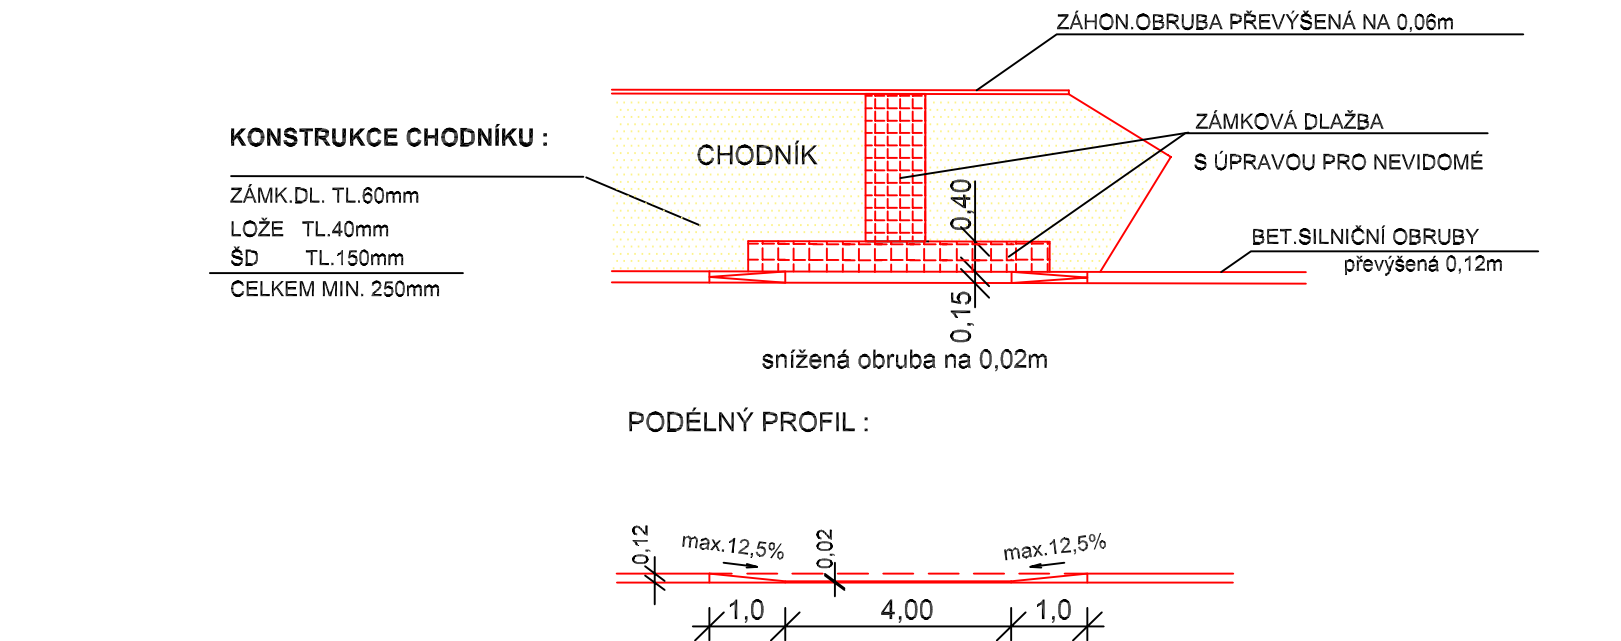 ZÁHON.OBRUBA PŘEVÝŠENÁ NA 0,06m
KONSTRUKCE CHODNÍKU :
CHODNÍK
ZÁMKOVÁ DLAŽBA
S ÚPRAVOU PRO NEVIDOMÉ
ZÁMK.DL. TL.60mm
LOŽE TL.40mm
ŠD TL.150mm
CELKEM MIN. 250mm
0,40
BET.SILNIČNÍ OBRUBY
převýšená 0,12m
0,15
snížená obruba na 0,02m
PODÉLNÝ PROFIL :
0,12
max.12,5%
0,02
max.12,5%
1,0
4,00
1,0